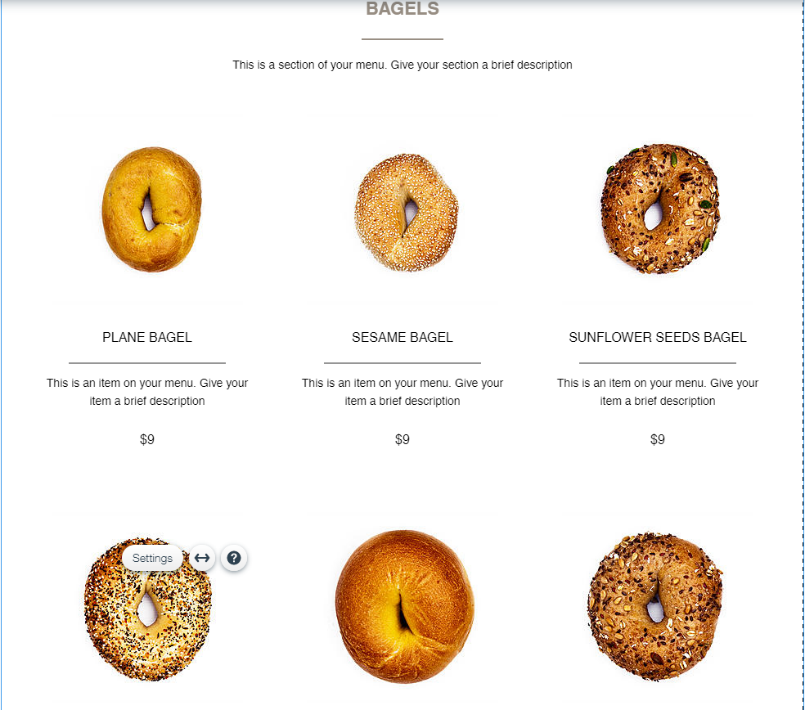 BAGELS
This is a section of your menu. Give your section a brief description
PLANE BAGEL
SESAME BAGEL
SUNFLOWER SEEDS BAGEL
This is an item on your menu. Give your
item a brief description
This is an item on your menu. Give your
item a brief description
This is an item on your menu. Give your
item a brief description
$9
$9
$9
Settings
?